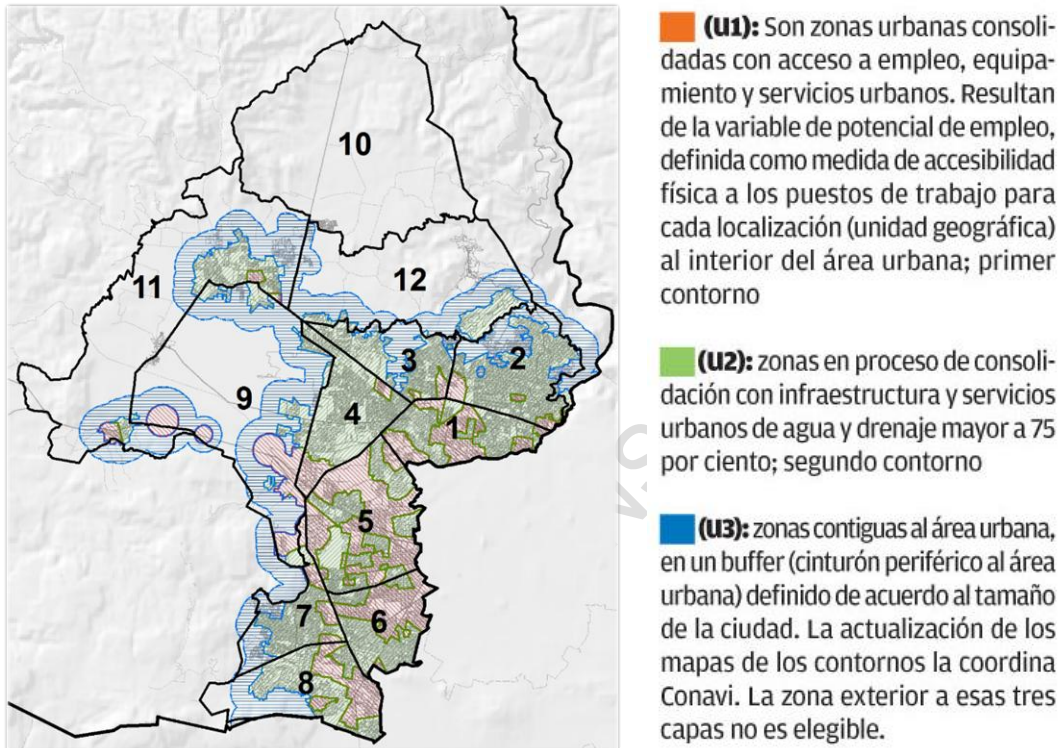 10
11
12
9
3
2
4
1
5
7
6
8
(U1): Son zonas urbanas consoli-
dadas con acceso a empleo, equipa-
miento y servicios urbanos. Resultan
de la variable de potencial de empleo,
definida como medida de accesibilidad
física a los puestos de trabajo para
cada localización (unidad geográfica)
al interior del área urbana; primer
contorno
(U2): zonas en proceso de consoli-
dación con infraestructura y servicios
urbanos de agua y drenaje mayor a 75
por ciento; segundo contorno
(U3): zonas contiguas al área urbana,
en un buffer (cinturón periférico al área
urbana) definido de acuerdo al tamaño
de la ciudad. La actualización de los
mapas de los contornos la coordina
Conavi. La zona exterior a esas tres
capas no es elegible.